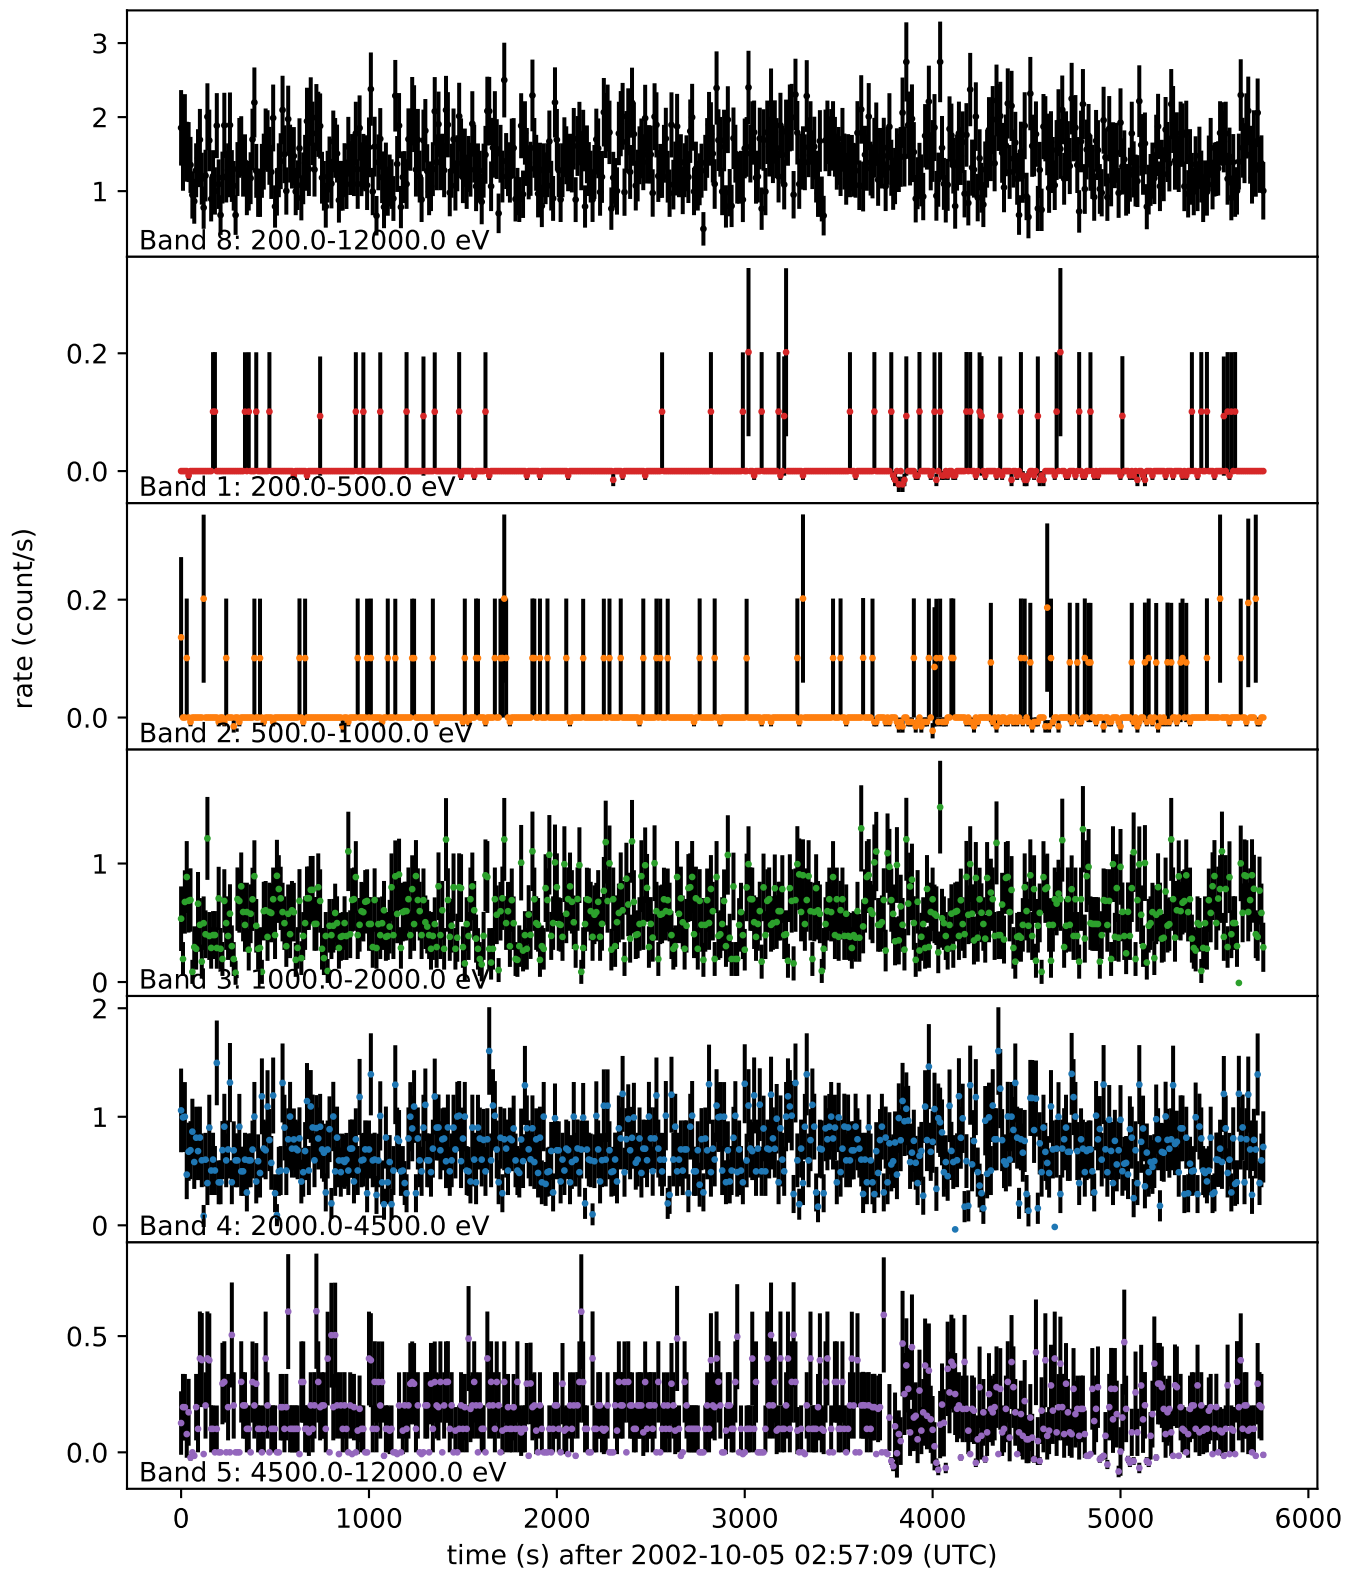 3
2
1
Band 8: 200.0-12000.0 eV
0.2
0.0
Band 1: 200.0-500.0 eV
rate (count/s)
0.2
0.0
Band 2: 500.0-1000.0 eV
1
0
Band 3: 1000.0-2000.0 eV
2
1
0
Band 4: 2000.0-4500.0 eV
0.5
0.0
Band 5: 4500.0-12000.0 eV
0 1000 2000 3000 4000 5000 6000
time (s) after 2002-10-05 02:57:09 (UTC)